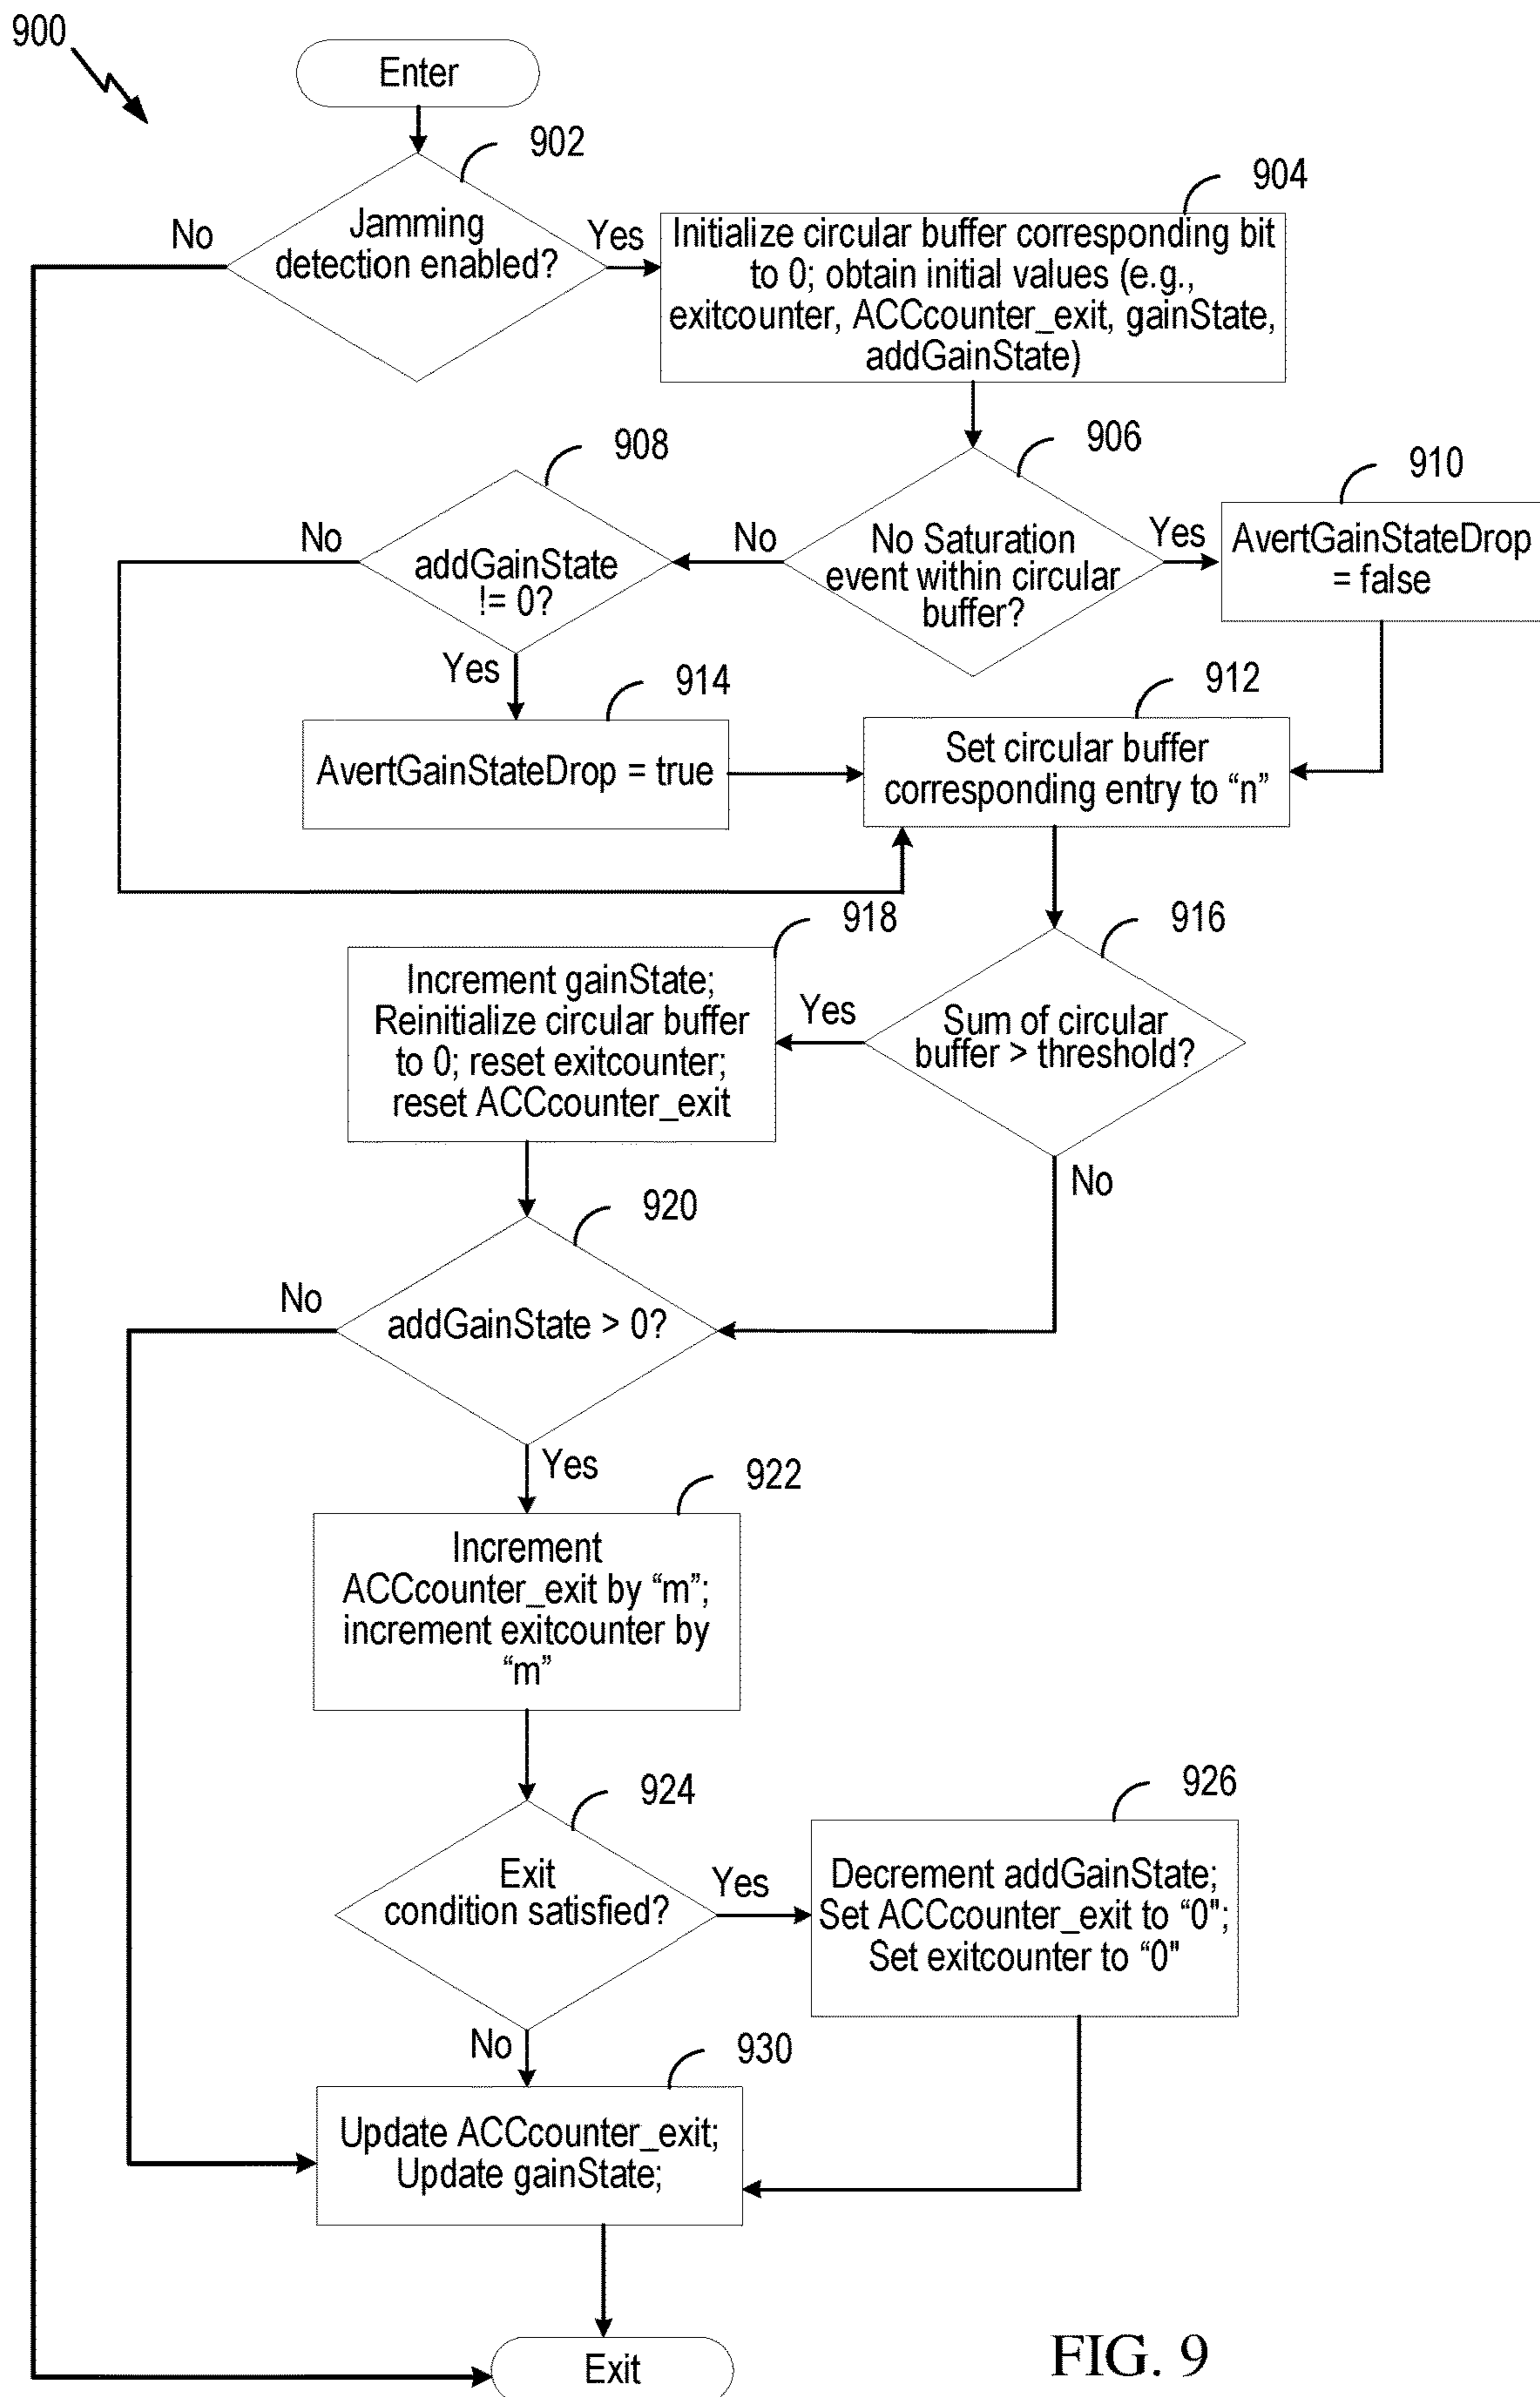 900
Enter
902
Jamming
detection enabled?
No
Yes
904
Initialize circular buffer corresponding bit
to 0; obtain initial values (e.g.,
exitcounter, ACCcounter_exit, gainState,
addGainState)
906
No Saturation
event within circular
buffer?
No
Yes
908
addGainState
!= 0?
No
Yes
910
AvertGainStateDrop
= false
914
AvertGainStateDrop = true
912
Set circular buffer
corresponding entry to “n”
916
Sum of circular
buffer > threshold?
Yes
No
918
Increment gainState;
Reinitialize circular buffer
to 0; reset exitcounter;
reset ACCcounter_exit
920
addGainState > 0?
No
Yes
922
Increment
ACCcounter_exit by “m”;
increment exitcounter by
“m”
924
Exit
condition satisfied?
Yes
No
926
Decrement addGainState;
Set ACCcounter_exit to “0";
Set exitcounter to “0"
930
Update ACCcounter_exit;
Update gainState;
Exit
FIG. 9